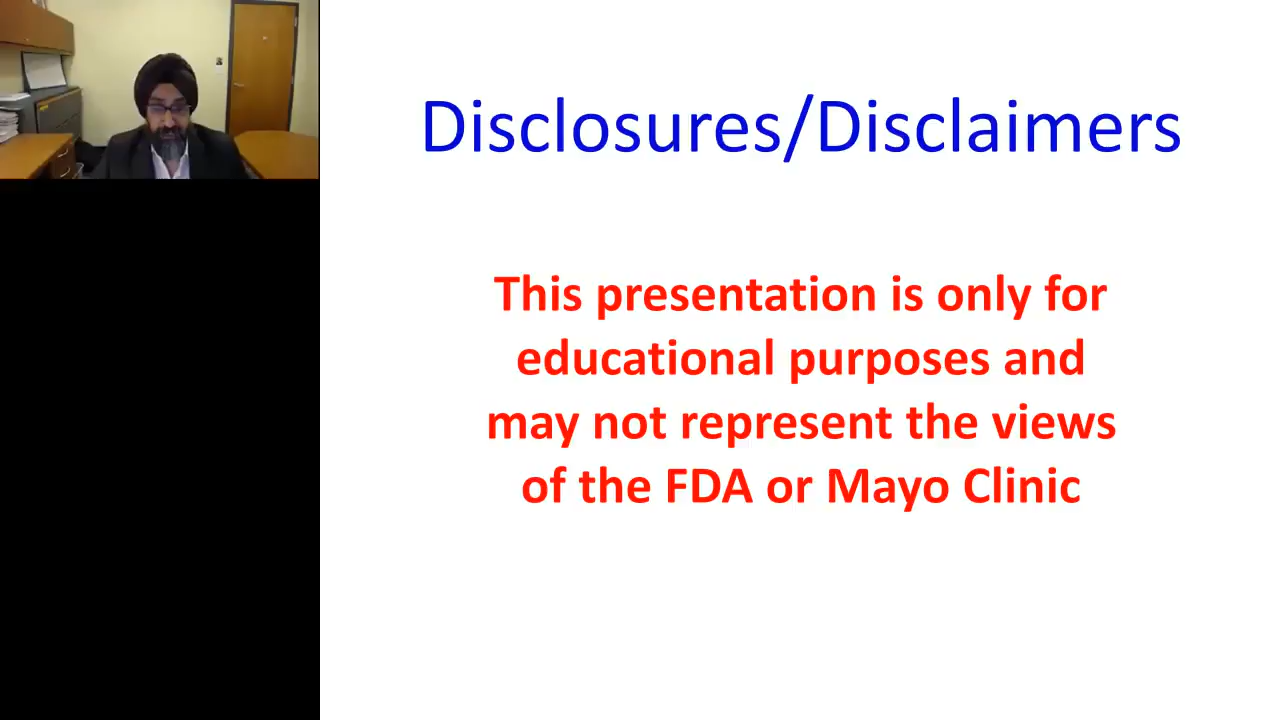 Disclosures/Disclaimers
This presentation is only for
educational purposes and
may not represent the views
of the FDA or Mayo Clinic